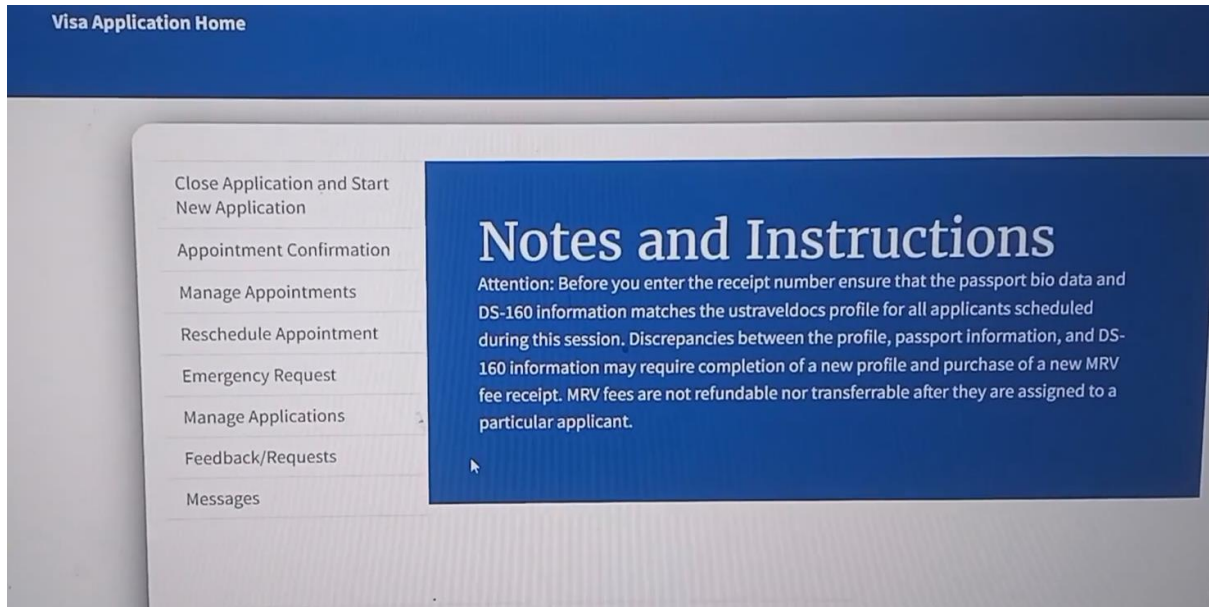 Visa Application Home
Close Application and Start
New Application
Appointment Confirmation
Manage Appointments
Reschedule Appointment
Emergency Request
Manage Applications
Feedback/Requests
Messages
Notes and Instructions
Attention: Before you enter the receipt number ensure that the passport bio data and
DS-160 information matches the ustraveldocs profile for all applicants scheduled
during this session. Discrepancies between the profile, passport information, and DS-
160 information may require completion of a new profile and purchase of a new MRV
fee receipt. MRV fees are not refundable nor transferrable after they are assigned to a
particular applicant.